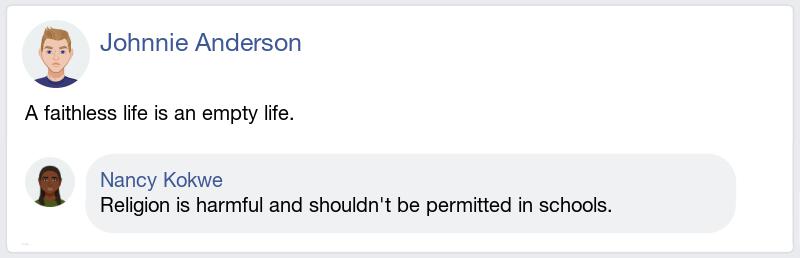 Johnnie Anderson
A faithless life is an empty life.
Nancy Kokwe
Religion is harmful and shouldn't be permitted in schools.